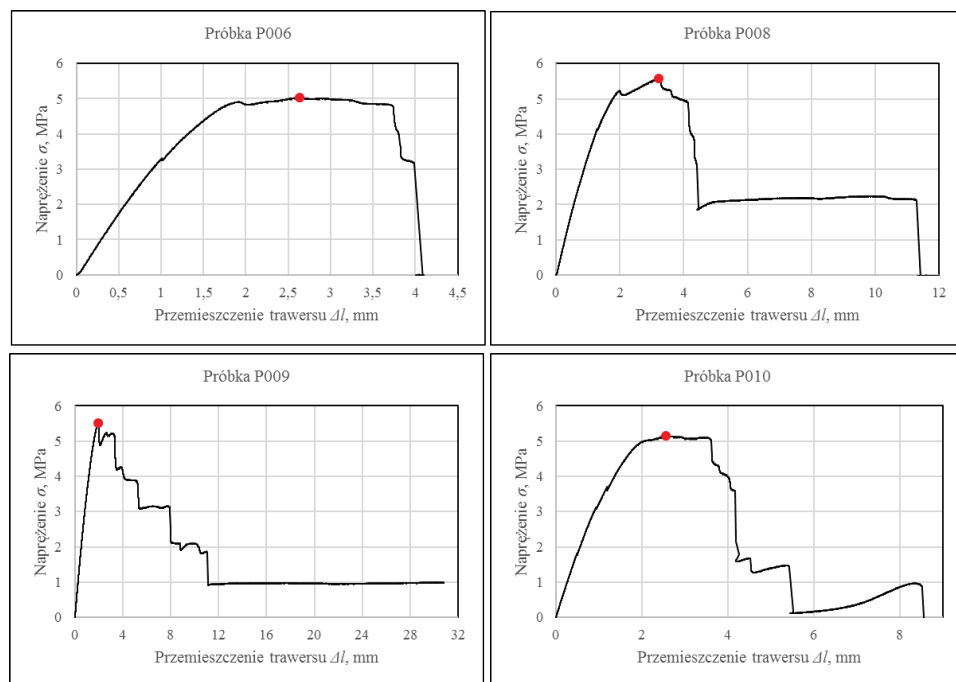 Próbka P006
Naprężenie σ, MPa
6
5
4
3
2
1
0
0 0,5 1,0 1,5 2,0 2,5 3,0 3,5 4,0 4,5
Przemieszczenie trawersu Δl, mm
Próbka P008
Naprężenie σ, MPa
6
5
4
3
2
1
0
0 2 4 6 8 10 12
Przemieszczenie trawersu Δl, mm
Próbka P009
Naprężenie σ, MPa
6
5
4
3
2
1
0
0 4 8 12 16 20 24 28 32
Przemieszczenie trawersu Δl, mm
Próbka P010
Naprężenie σ, MPa
6
5
4
3
2
1
0
0 2 4 6 8
Przemieszczenie trawersu Δl, mm